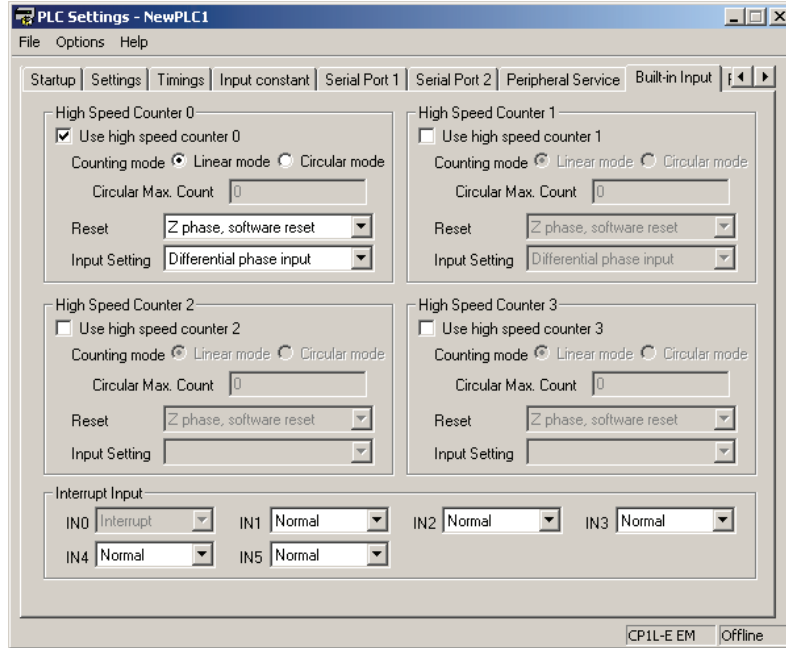 PLC Settings - NewPLC1
File Options Help
Startup Settings Timings Input constant Serial Port 1 Serial Port 2 Peripheral Service Built-in Input
High Speed Counter 0
Use high speed counter 0
Counting mode Linear mode Circular mode
Circular Max. Count 0
Reset Z phase, software reset
Input Setting Differential phase input
High Speed Counter 1
Use high speed counter 1
Counting mode Linear mode Circular mode
Circular Max. Count 0
Reset Z phase, software reset
Input Setting Differential phase input
High Speed Counter 2
Use high speed counter 2
Counting mode Linear mode Circular mode
Circular Max. Count 0
Reset Z phase, software reset
Input Setting
High Speed Counter 3
Use high speed counter 3
Counting mode Linear mode Circular mode
Circular Max. Count 0
Reset Z phase, software reset
Input Setting
Interrupt Input
IN0 Interrupt IN1 Normal IN2 Normal IN3 Normal
IN4 Normal IN5 Normal
CP1L-E EM Offline